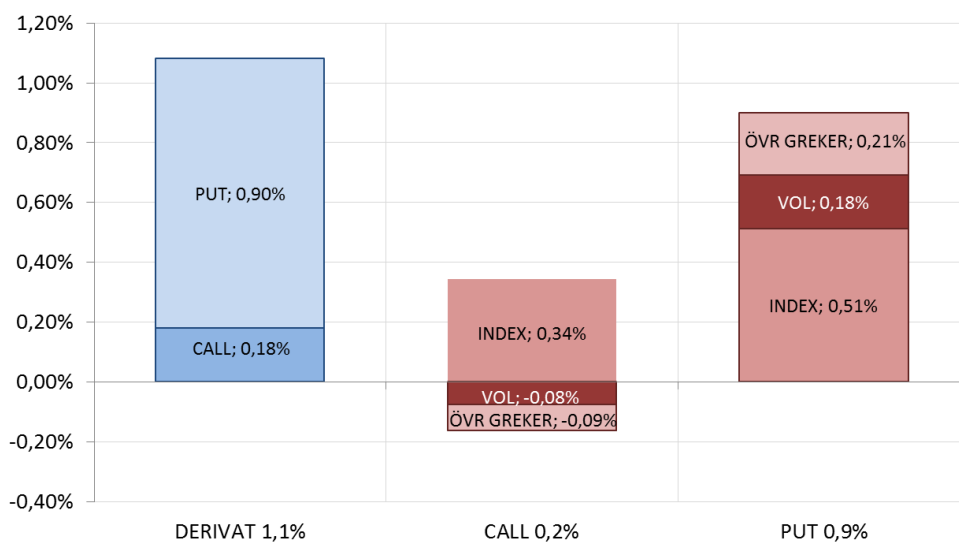 1,20%
1,00%
0,80%
0,60%
0,40%
0,20%
0,00%
-0,20%
-0,40%
PUT; 0,90%
CALL; 0,18%
INDEX; 0,34%
VOL; -0,08%
ÖVR GREKER; -0,09%
ÖVR GREKER; 0,21%
VOL; 0,18%
INDEX; 0,51%
DERIVAT 1,1%
CALL 0,2%
PUT 0,9%